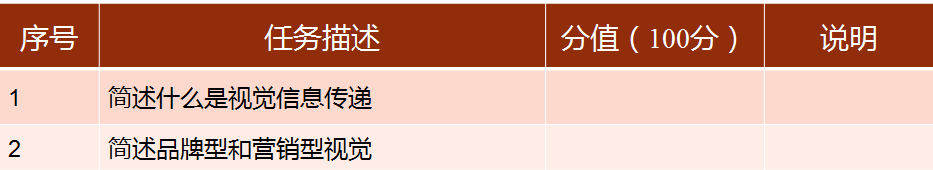 序号 任务描述 分值（100分） 说明
1 简述什么是视觉信息传递
2 简述品牌型和营销型视觉